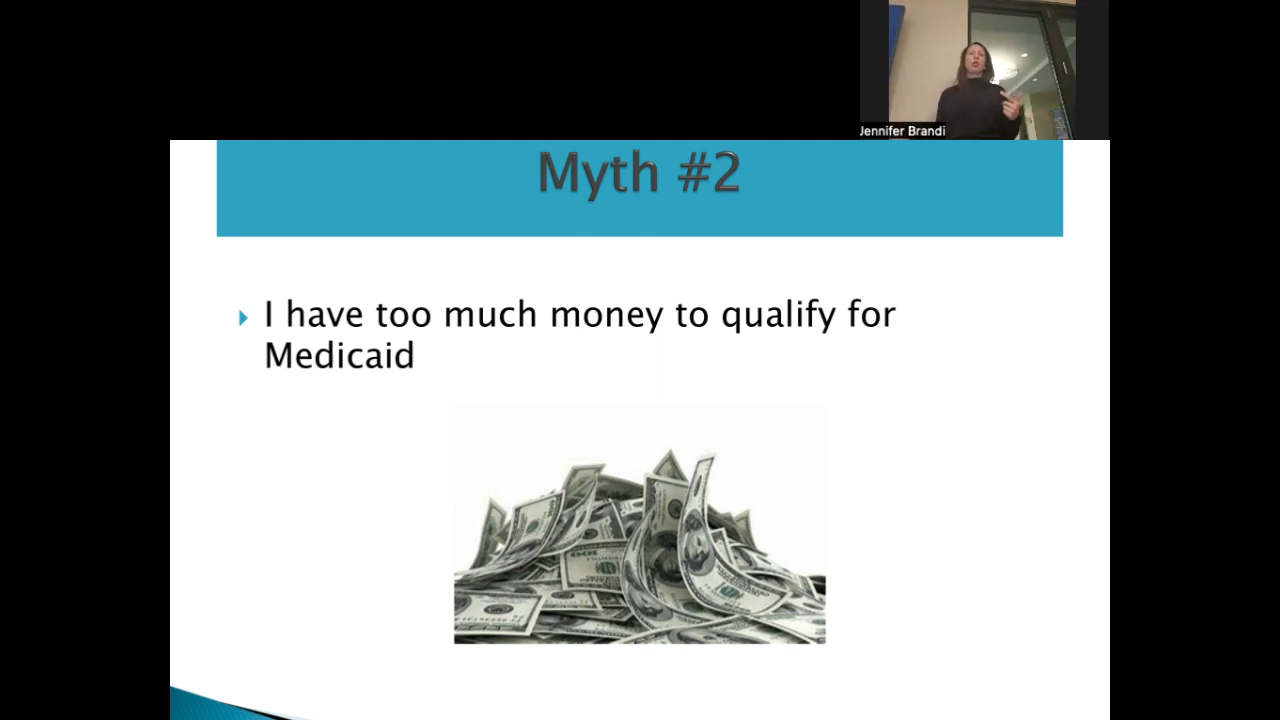 Jennifer Brandi
Myth #2
I have too much money to qualify for
Medicaid